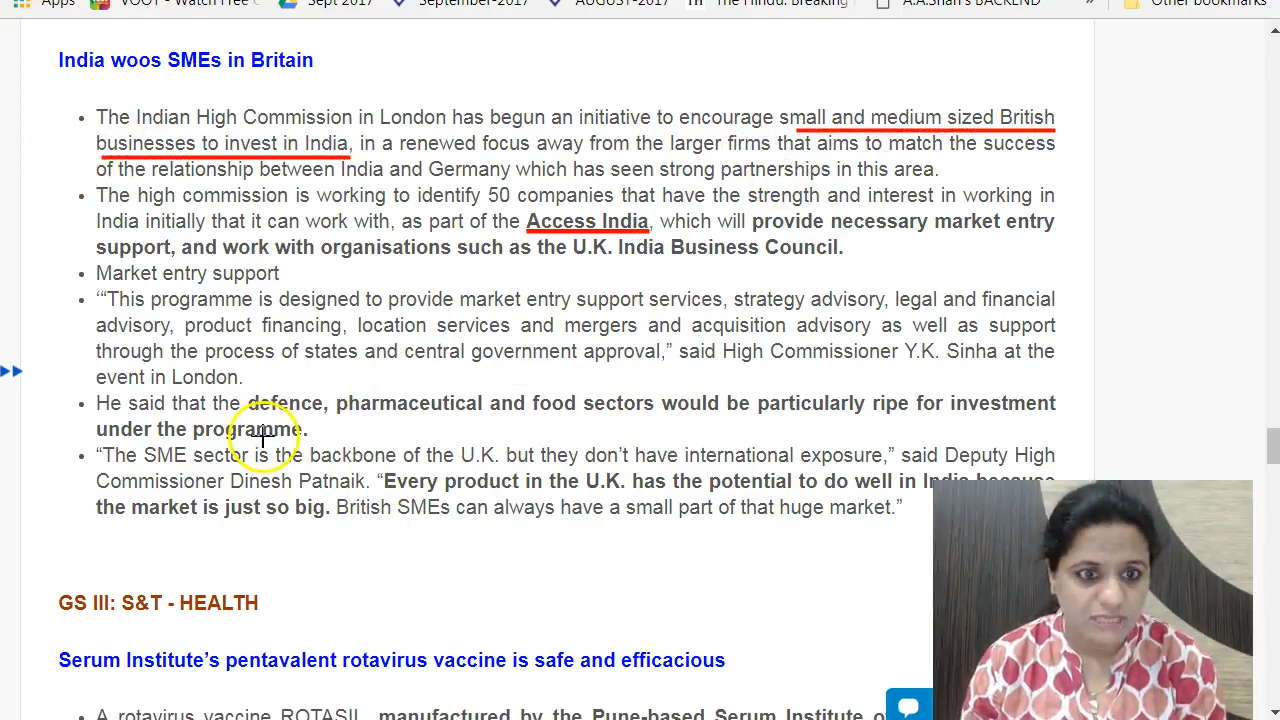 Apps VOOT - Watch Free Sept 2017 September-2017 AUGUST-2017 TH The Hindu: Breaking A.A.Shah's BACKEND » Other bookmarks
India woos SMEs in Britain
• The Indian High Commission in London has begun an initiative to encourage small and medium sized British
businesses to invest in India, in a renewed focus away from the larger firms that aims to match the success
of the relationship between India and Germany which has seen strong partnerships in this area.
• The high commission is working to identify 50 companies that have the strength and interest in working in
India initially that it can work with, as part of the Access India, which will provide necessary market entry
support, and work with organisations such as the U.K. India Business Council.
• Market entry support
• ‘“This programme is designed to provide market entry support services, strategy advisory, legal and financial
advisory, product financing, location services and mergers and acquisition advisory as well as support
through the process of states and central government approval,” said High Commissioner Y.K. Sinha at the
event in London.
• He said that the defence, pharmaceutical and food sectors would be particularly ripe for investment
under the programme.
• “The SME sector is the backbone of the U.K. but they don’t have international exposure,” said Deputy High
Commissioner Dinesh Patnaik. “Every product in the U.K. has the potential to do well in India because
the market is just so big. British SMEs can always have a small part of that huge market.”
GS III: S&T - HEALTH
Serum Institute’s pentavalent rotavirus vaccine is safe and efficacious
• A rotavirus vaccine ROTASIL, manufactured by the Pune-based Serum Institute of